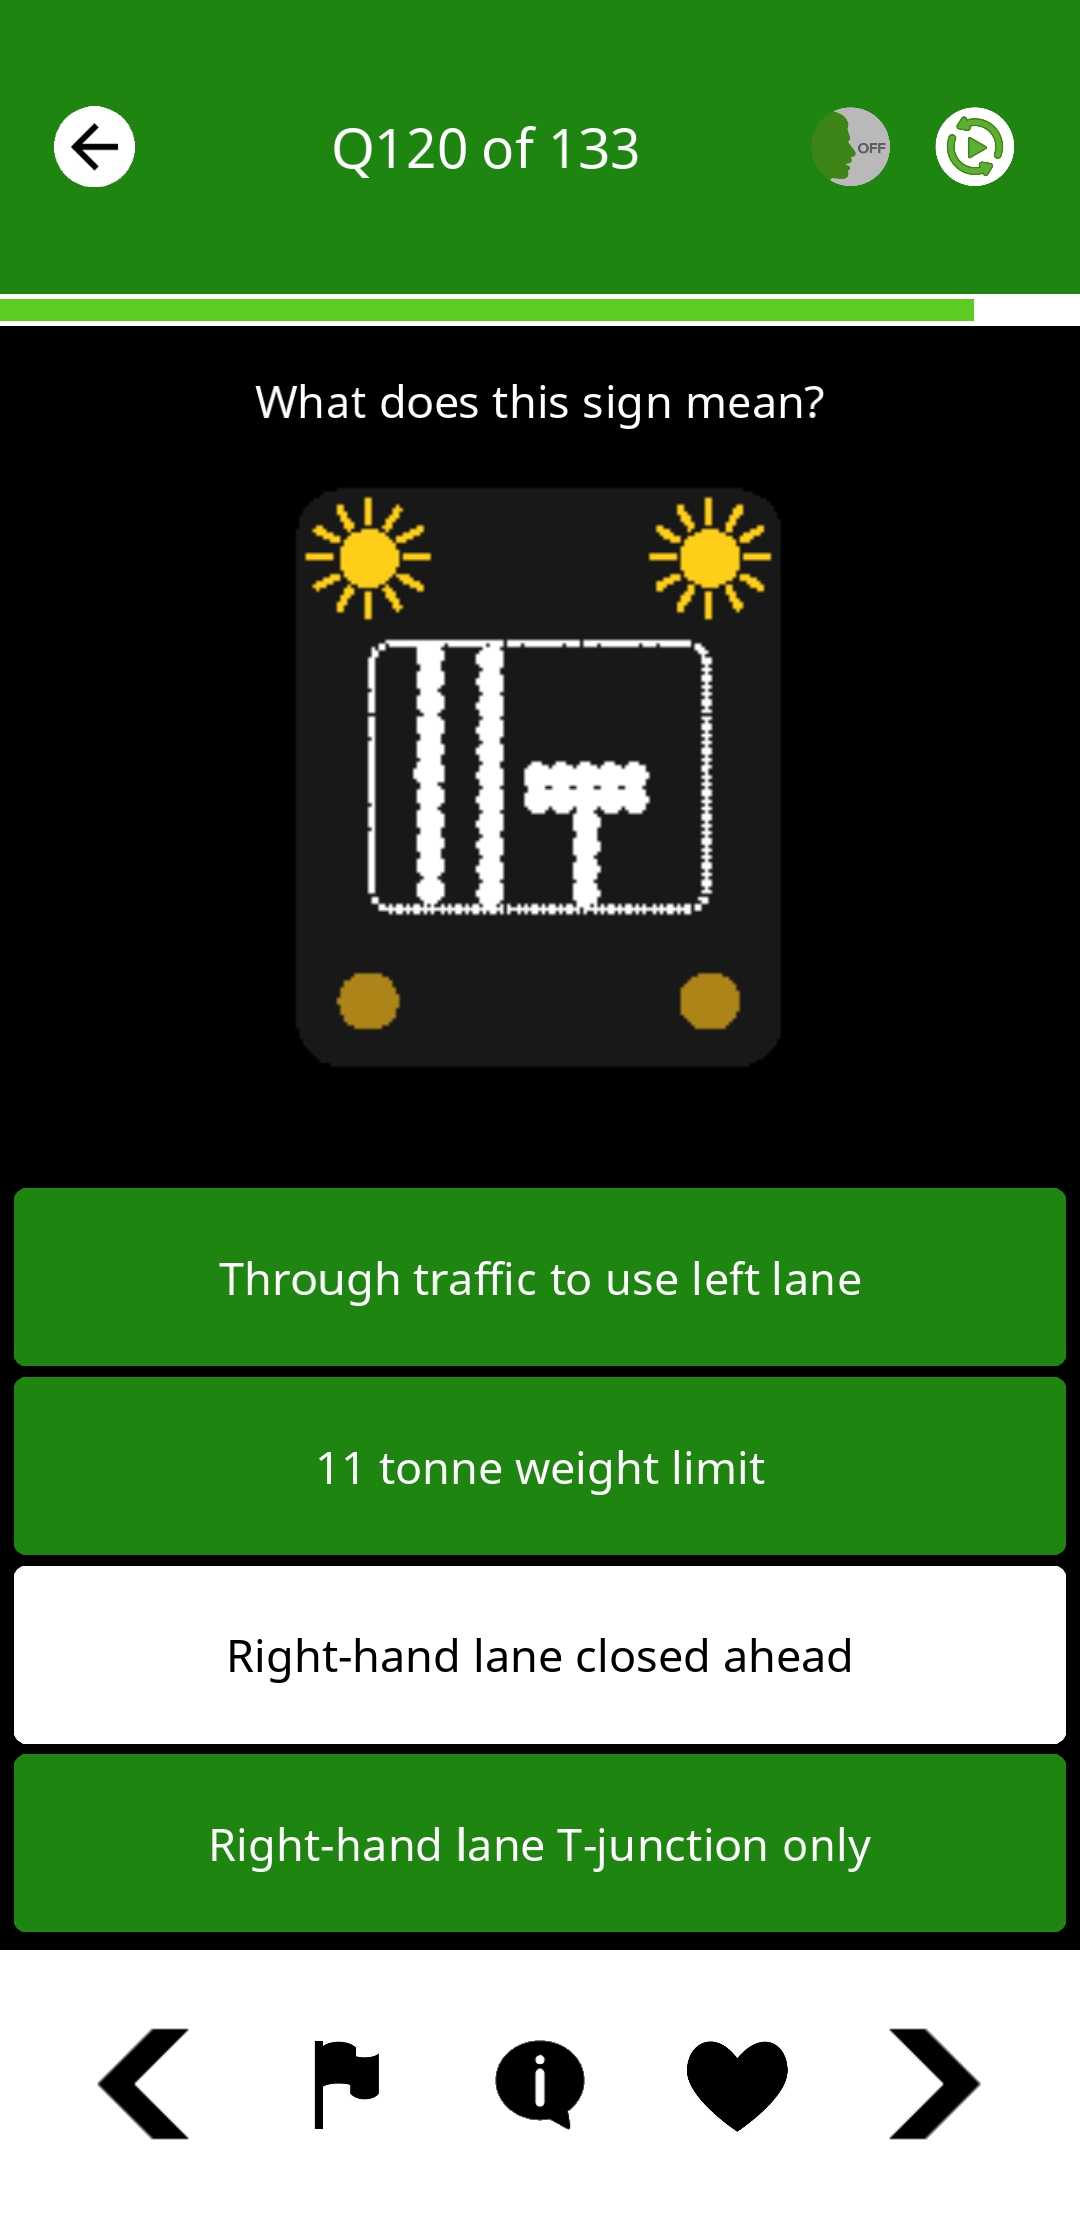 Q120 of 133
OFF
What does this sign mean?
Through traffic to use left lane
11 tonne weight limit
Right-hand lane closed ahead
Right-hand lane T-junction only